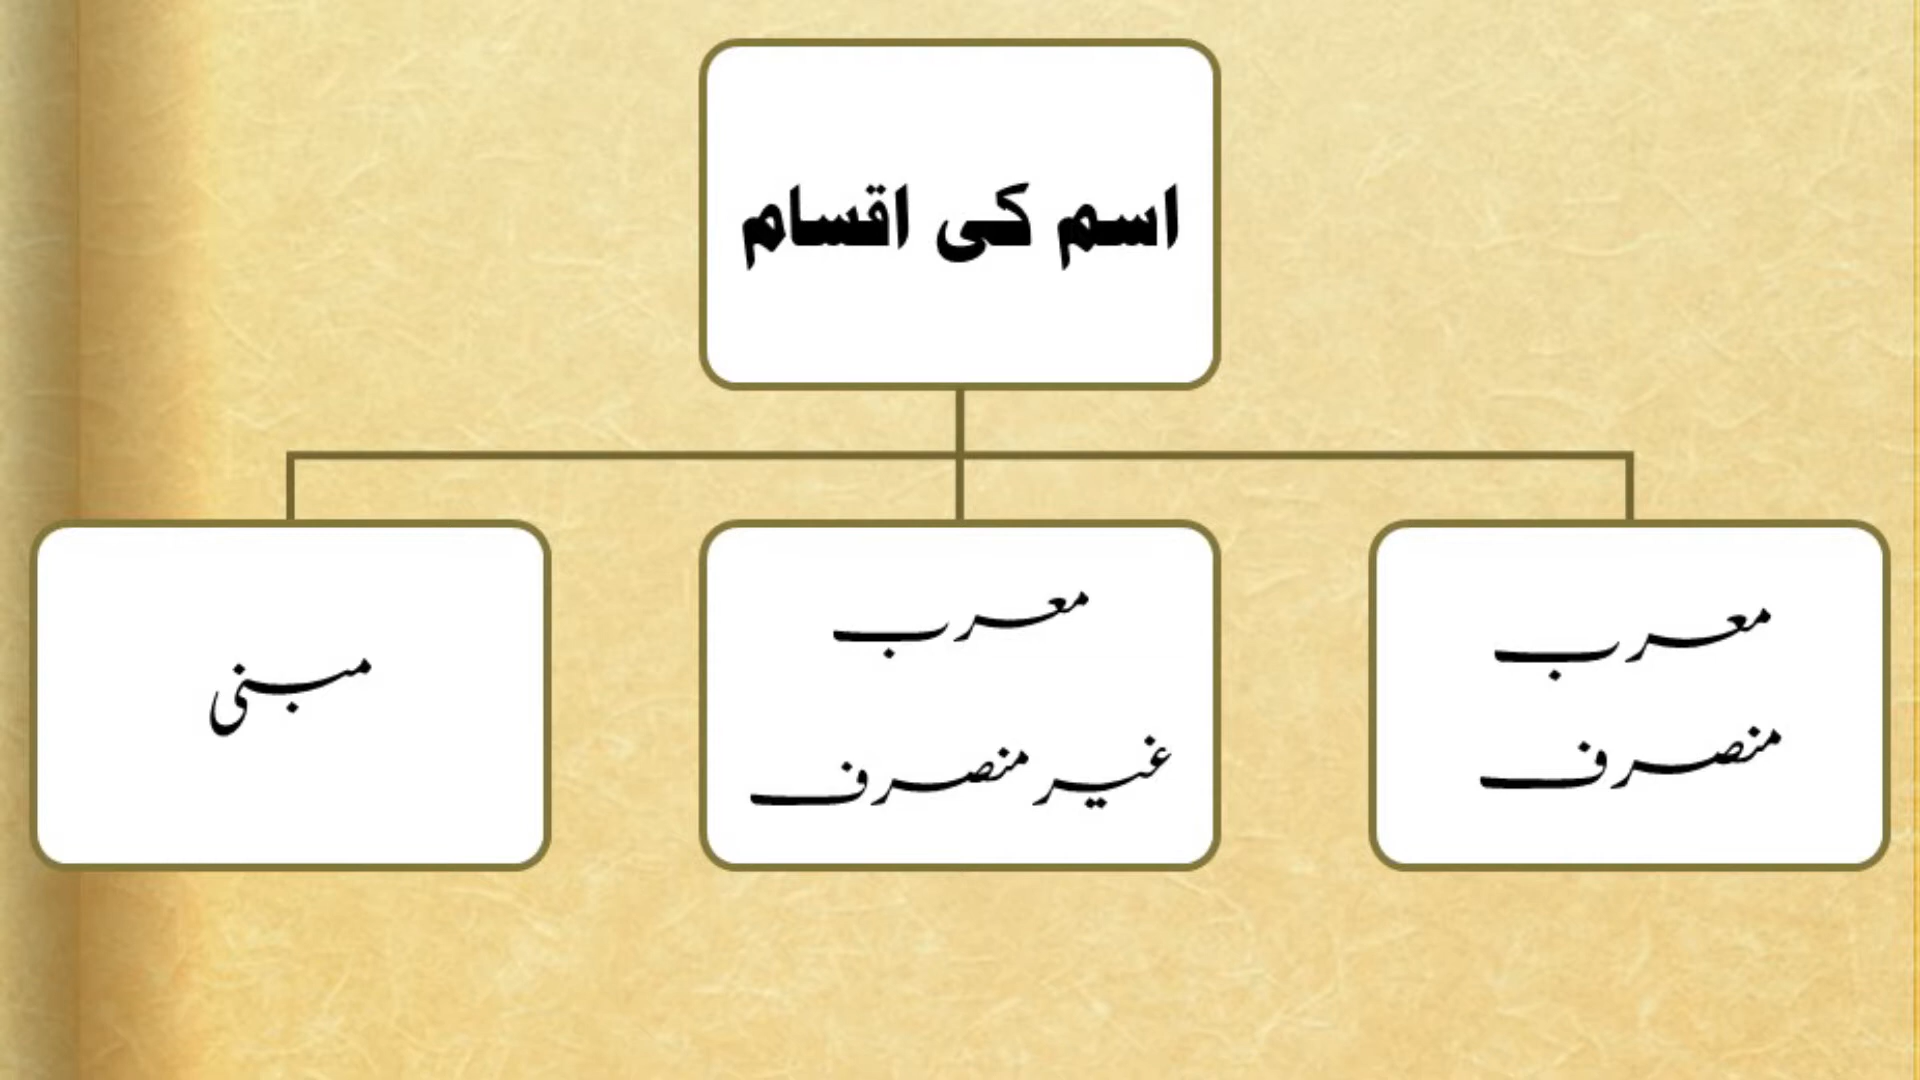 اسم کی اقسام
معرب
منصرف
معرب
غیر منصرف
مبنی